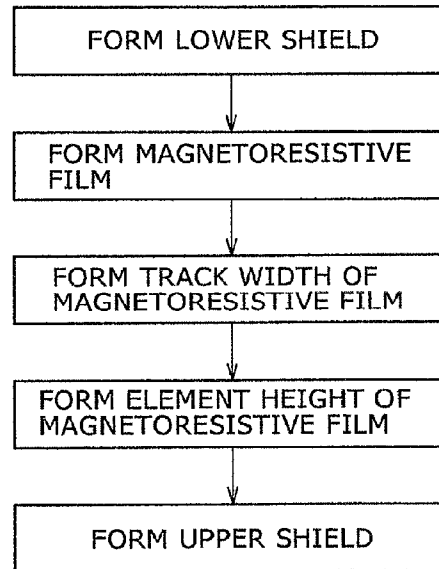 FORM LOWER SHIELD
FORM MAGNETORESISTIVE
FILM
FORM TRACK WIDTH OF
MAGNETORESISTIVE FILM
FORM ELEMENT HEIGHT OF
MAGNETORESISTIVE FILM
FORM UPPER SHIELD